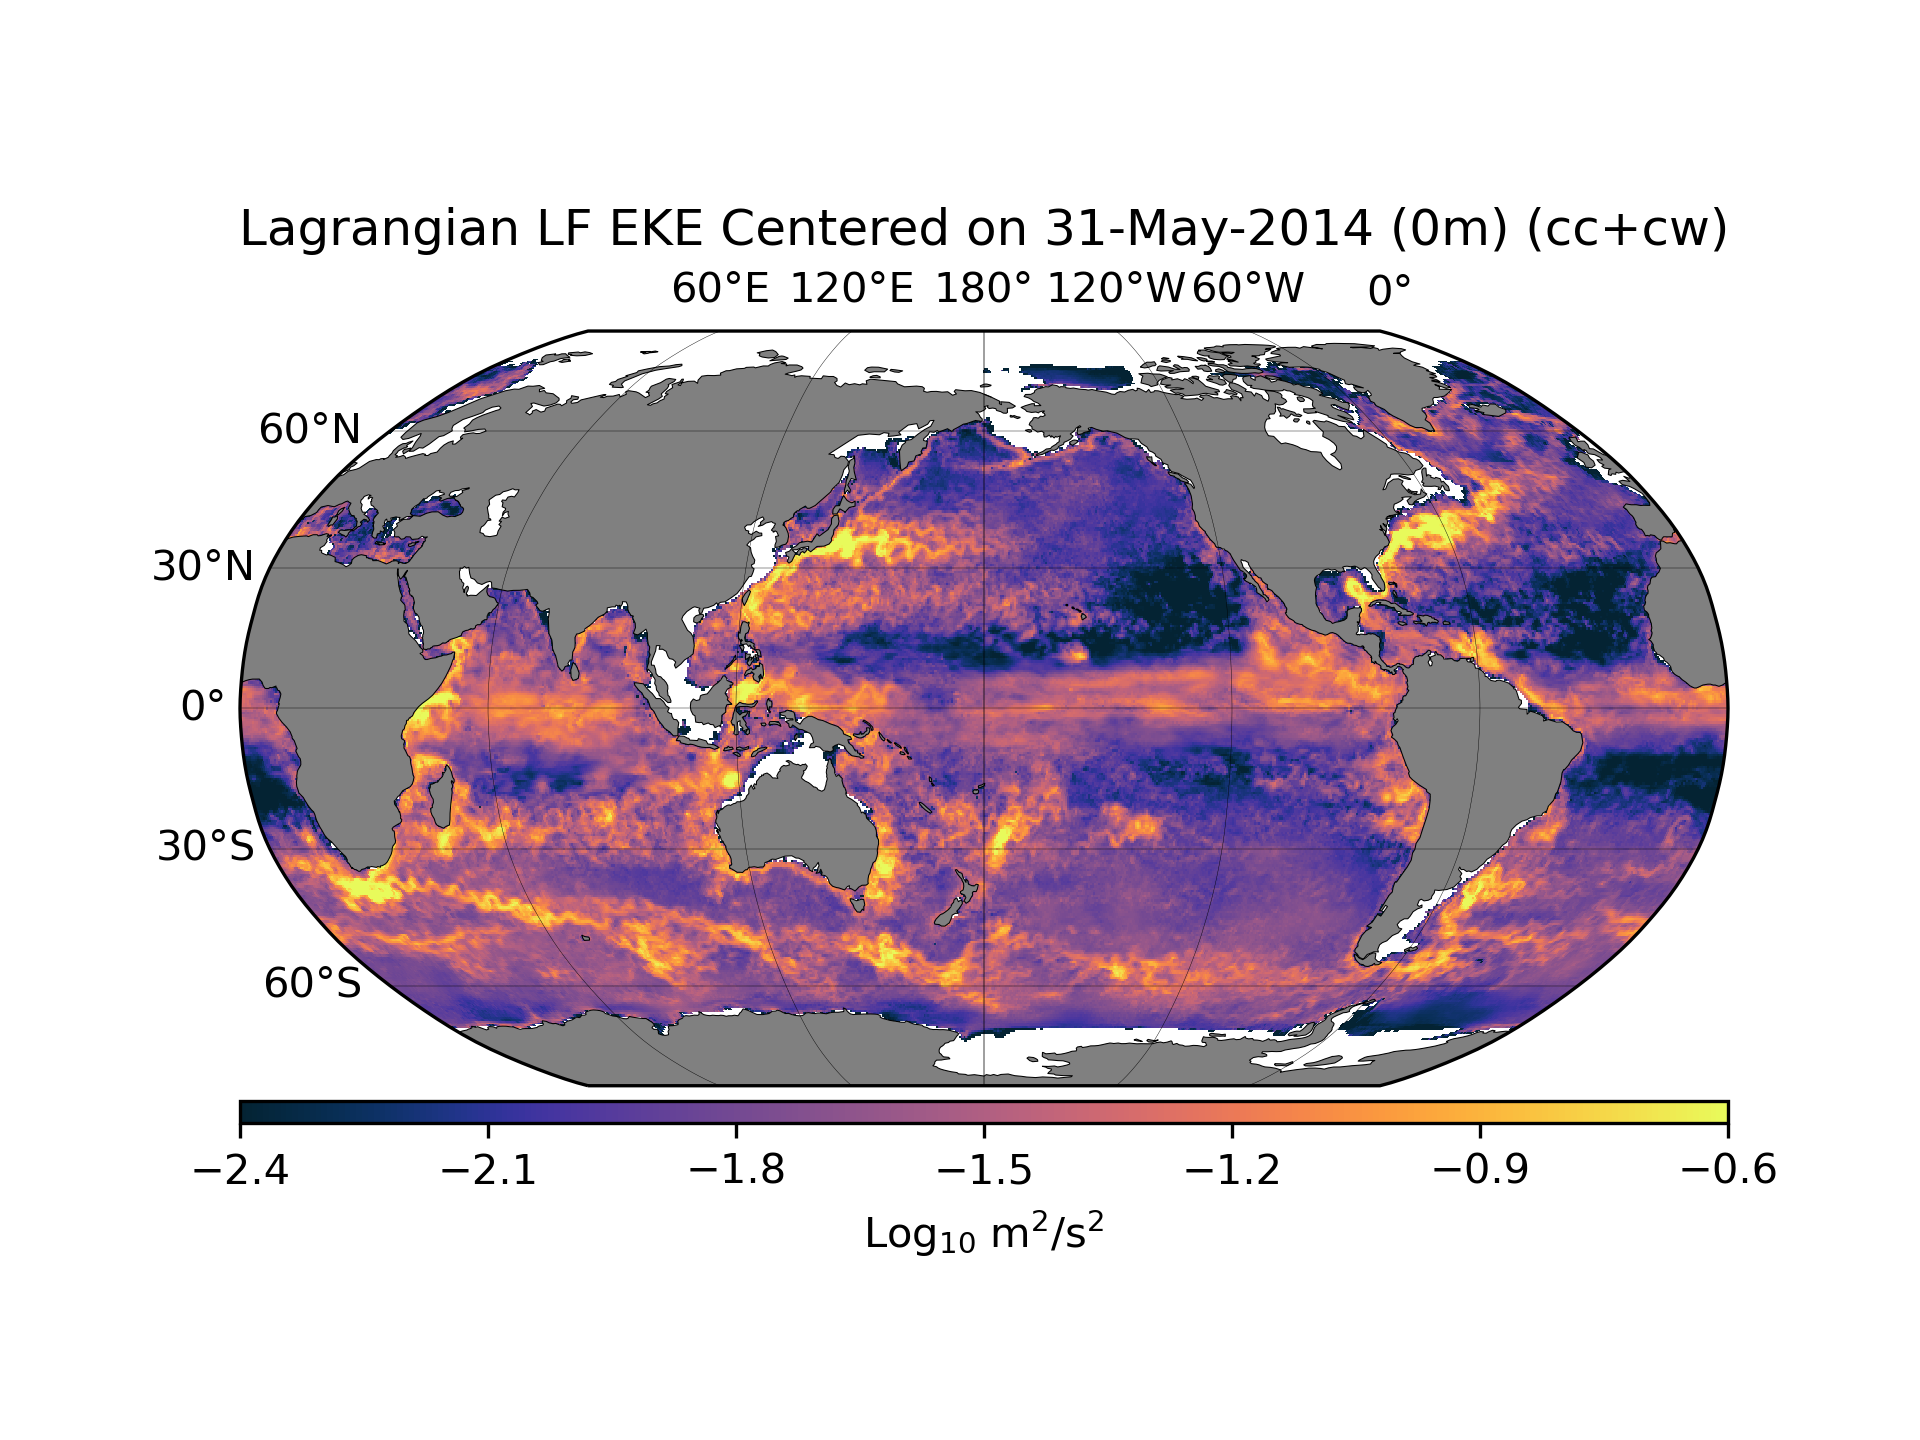 Lagrangian LF EKE Centered on 31-May-2014 (0m) (cc+cw)
60°E 120°E 180° 120°W 60°W 0°
60°N
30°N
0°
30°S
60°S
−2.4 −2.1 −1.8 −1.5 −1.2 −0.9 −0.6
Log₁₀ m²/s²